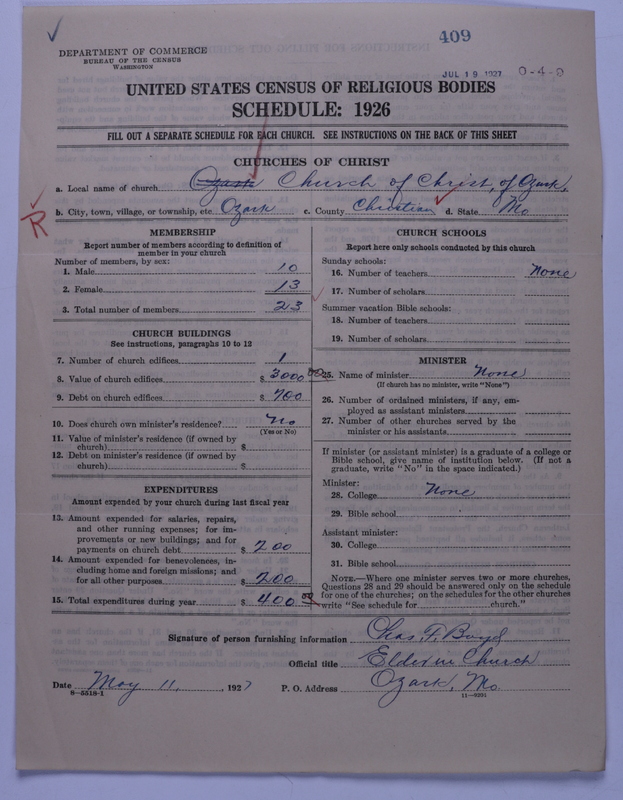 409
DEPARTMENT OF COMMERCE
BUREAU OF THE CENSUS
WASHINGTON
JUL 19 1927
0-4-0
UNITED STATES CENSUS OF RELIGIOUS BODIES
SCHEDULE: 1926
FILL OUT A SEPARATE SCHEDULE FOR EACH CHURCH. SEE INSTRUCTIONS ON THE BACK OF THIS SHEET
CHURCHES OF CHRIST
a. Local name of church Ozark Church of Christ of Ozark,
b. City, town, village, or township, etc. Ozark c. County Christian d. State Mo
R
MEMBERSHIP
Report number of members according to definition of
member in your church
Number of members, by sex:
1. Male 10
2. Female 13
3. Total number of members 23
CHURCH BUILDINGS
See instructions, paragraphs 10 to 12
7. Number of church edifices 1
8. Value of church edifices $ 3000 00
9. Debt on church edifices $ 700
10. Does church own minister's residence? No
(Yes or No)
11. Value of minister's residence (if owned by
church) $
12. Debt on minister's residence (if owned by
church) $
EXPENDITURES
Amount expended by your church during last fiscal year
13. Amount expended for salaries, repairs,
and other running expenses; for im-
provements or new buildings; and for
payments on church debt $ 200
14. Amount expended for benevolences, in-
cluding home and foreign missions; and
for all other purposes $ 200
15. Total expenditures during year $ 400 00
CHURCH SCHOOLS
Report here only schools conducted by this church
Sunday schools:
16. Number of teachers None
17. Number of scholars
Summer vacation Bible schools:
18. Number of teachers
19. Number of scholars
MINISTER
25. Name of minister None
(If church has no minister, write "None")
26. Number of ordained ministers, if any, em-
ployed as assistant ministers
27. Number of other churches served by the
minister or his assistants
If minister (or assistant minister) is a graduate of a college or
Bible school, give name of institution below. (If not a
graduate, write "No" in the space indicated.)
Minister:
28. College None
29. Bible school
Assistant minister:
30. College
31. Bible school
NOTE.—Where one minister serves two or more churches,
Questions 28 and 29 should be answered only on the schedule
for one of the churches; on the schedules for the other churches
write "See schedule for church."
Signature of person furnishing information Chas. F. Boyd
Official title Elder in Church
Date May 11, 1927 P. O. Address Ozark, Mo.
8—5518-1
11—9201